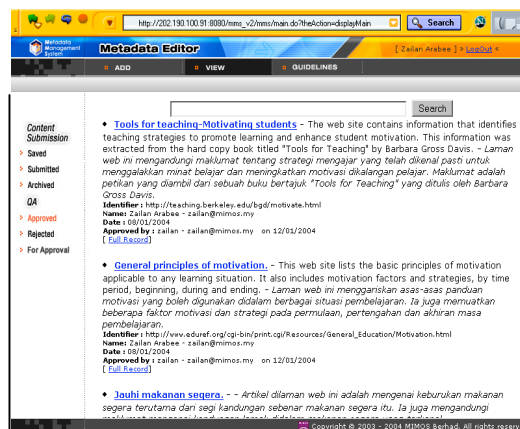 http://202.190.100.91:8080/mms_v2/mms/main.do?theAction=displayMain
Search
Metadata
Management
System
Metadata Editor
[ Zailan Arabee ] » LogOut «
ADD
VIEW
GUIDELINES
Search
Content
Submission
Saved
Submitted
Archived
QA
Approved
Rejected
For Approval
Tools for teaching-Motivating students - The web site contains information that identifies
teaching strategies to promote learning and enhance student motivation. This information was
extracted from the hard copy book titled "Tools for Teaching" by Barbara Gross Davis. - Laman
web ini mengandungi maklumat tentang strategi mengajar yang telah dikenal pasti untuk
menggalakkan minat belajar dan meningkatkan motivasi dikalangan pelajar. Maklumat adalah
petikan yang diambil dari sebuah buku bertajuk "Tools for Teaching" yang ditulis oleh Barbara
Gross Davis.
Identifier : http://teaching.berkeley.edu/bgd/motivate.html
Name: Zailan Arabee - zailan@mimos.my
Date : 08/01/2004
Approved by : zailan - zailan@mimos.my on 12/01/2004
[ Full Record]
General principles of motivation. - This web site lists the basic principles of motivation
applicable to any learning situation. It also includes motivation factors and strategies, by time
period, beginning, during and ending. - Laman web ini menggariskan asas-asas panduan
motivasi yang boleh digunakan didalam berbagai situasi pembelajaran. Ia juga memuatkan
beberapa faktor motivasi dan strategi pada permulaan, pertengahan dan akhiran masa
pembelajaran.
Identifier : http://www.eduref.org/cgi-bin/print.cgi/Resources/General_Education/Motivation.html
Name: Zailan Arabee - zailan@mimos.my
Date : 08/01/2004
Approved by : zailan - zailan@mimos.my on 12/01/2004
[ Full Record]
Jauhi makanan segera. - - Artikel dilaman web ini adalah mengenai keburukan makanan
segera terutama dari segi kandungan sebenar makanan segera itu. Ia juga mengandungi
Copyright © 2003 - 2004 MIMOS Berhad. All rights reserv